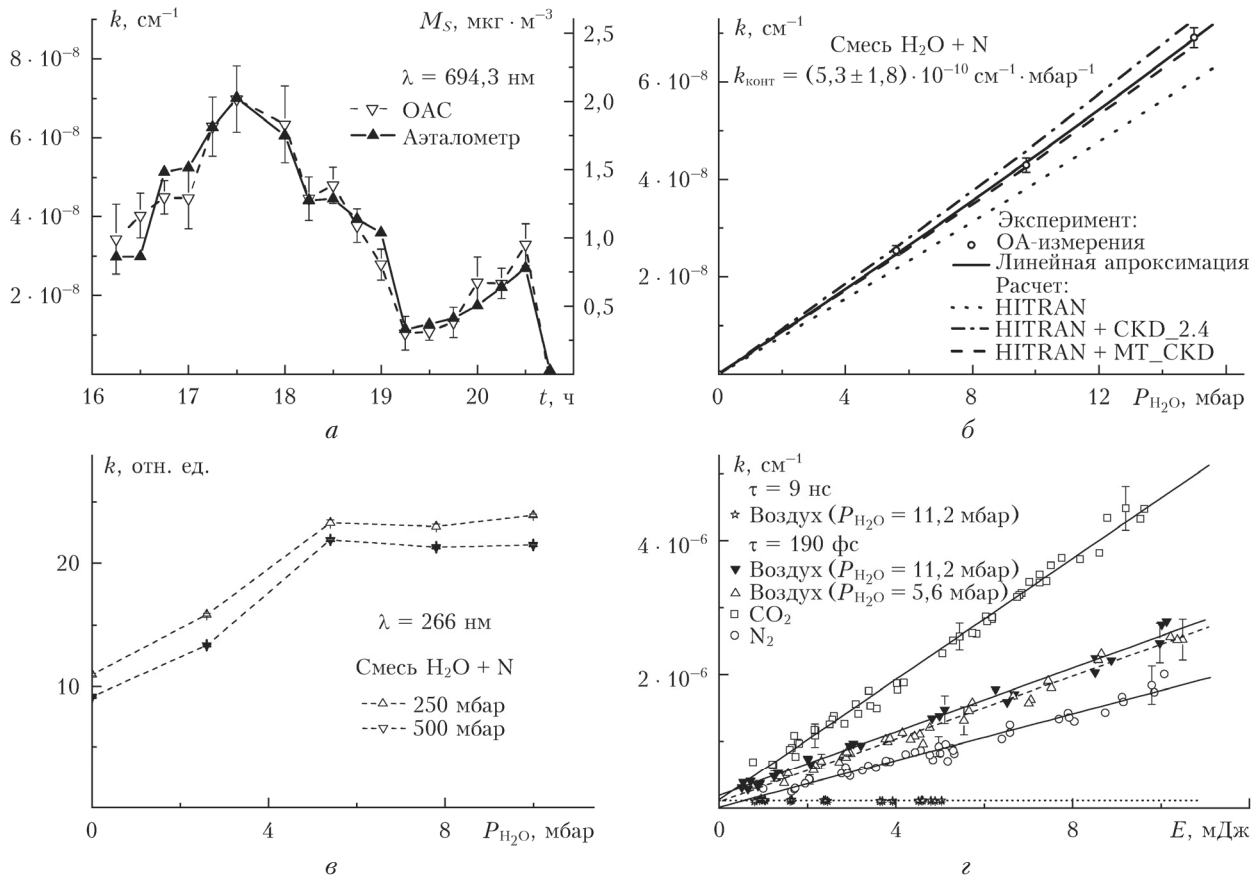 k, см⁻¹
M_S, мкг · м⁻³
8 · 10⁻⁸
6 · 10⁻⁸
4 · 10⁻⁸
2 · 10⁻⁸
2,5
2,0
1,5
1,0
0,5
λ = 694,3 нм
ОАС
Аэталометр
16 17 18 19 20 t, ч
а
k, см⁻¹
Смесь H₂O + N
k_конт = (5,3 ± 1,8) · 10⁻¹⁰ см⁻¹ · мбар⁻¹
6 · 10⁻⁸
4 · 10⁻⁸
2 · 10⁻⁸
Эксперимент:
ОА-измерения
Линейная апроксимация
Расчет:
HITRAN
HITRAN + CKD_2.4
HITRAN + MT_CKD
0 4 8 12 P_H₂O, мбар
б
k, отн. ед.
20
10
λ = 266 нм
Смесь H₂O + N
250 мбар
500 мбар
0 4 8 P_H₂O, мбар
в
k, см⁻¹
τ = 9 нс
Воздух (P_H₂O = 11,2 мбар)
τ = 190 фс
Воздух (P_H₂O = 11,2 мбар)
Воздух (P_H₂O = 5,6 мбар)
CO₂
N₂
4 · 10⁻⁶
2 · 10⁻⁶
0 4 8 E, мДж
г